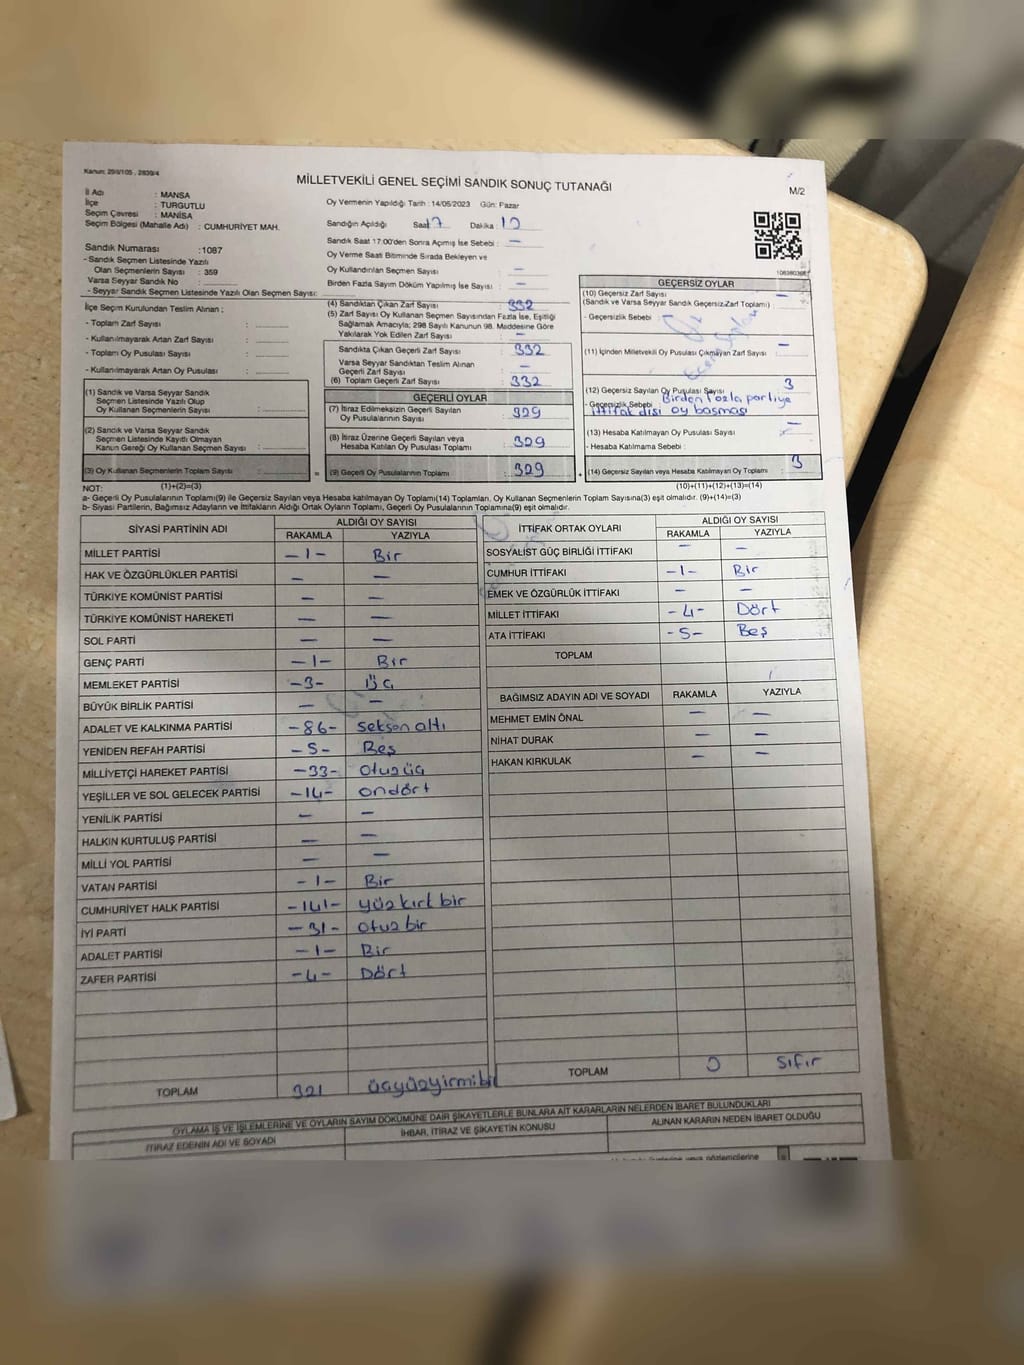 Kanun: 298/105 , 2839/4
MİLLETVEKİLİ GENEL SEÇİMİ SANDIK SONUÇ TUTANAĞI
M/2
İl Adı : MANİSA
İlçe : TURGUTLU
Seçim Çevresi : MANİSA
Seçim Bölgesi (Mahalle Adı) : CUMHURİYET MAH.
Sandık Numarası : 1087
- Sandık Seçmen Listesinde Yazılı
Olan Seçmenlerin Sayısı : 359
Varsa Seyyar Sandık No :
- Seyyar Sandık Seçmen Listesinde Yazılı Olan Seçmen Sayısı:
Oy Vermenin Yapıldığı Tarih : 14/05/2023 Gün: Pazar
Sandığın Açıldığı Saat 17 Dakika : 10
Sandık Saat 17.00'den Sonra Açımış İse Sebebi : —
Oy Verme Saati Bitiminde Sırada Bekleyen ve
Oy Kullandırılan Seçmen Sayısı —
Birden Fazla Sayım Döküm Yapılmış İse Sayısı : —
İlçe Seçim Kurulundan Teslim Alınan ;
- Toplam Zarf Sayısı :
- Kullanılmayarak Artan Zarf Sayısı :
- Toplam Oy Pusulası Sayısı :
- Kullanılmayarak Artan Oy Pusulası :
(1) Sandık ve Varsa Seyyar Sandık
Seçmen Listesinde Yazılı Olup
Oy Kullanan Seçmenlerin Sayısı :
(2) Sandık ve Varsa Seyyar Sandık
Seçmen Listesinde Kayıtlı Olmayan
Kanun Gereği Oy Kullanan Seçmen Sayısı :
(3) Oy Kullanan Seçmenlerin Toplam Sayısı :
(4) Sandıktan Çıkan Zarf Sayısı 332
(5) Zarf Sayısı Oy Kullanan Seçmen Sayısından Fazla İse, Eşitliği
Sağlamak Amacıyla; 298 Sayılı Kanunun 98. Maddesine Göre
Yakılarak Yok Edilen Zarf Sayısı : —
Sandıkta Çıkan Geçerli Zarf Sayısı 332
Varsa Seyyar Sandıktan Teslim Alınan
Geçerli Zarf Sayısı —
(6) Toplam Geçerli Zarf Sayısı 332
GEÇERLİ OYLAR
(7) İtiraz Edilmeksizin Geçerli Sayılan
Oy Pusulalarının Sayısı 329
(8) İtiraz Üzerine Geçerli Sayılan veya
Hesaba Katılan Oy Pusulası Toplamı 329
= (9) Geçerli Oy Pusulalarının Toplamı 329 +
GEÇERSİZ OYLAR
(10) Geçersiz Zarf Sayısı —
(Sandık ve Varsa Seyyar Sandık Geçersiz Zarf Toplamı) :
- Geçersizlik Sebebi :
(11) İçinden Milletvekili Oy Pusulası Çıkmayan Zarf Sayısı —
(12) Geçersiz Sayılan Oy Pusulası Sayısı 3
- Geçersizlik Sebebi : Birden fazla partiye
ittifak dışı oy basması
(13) Hesaba Katılmayan Oy Pusulası Sayısı —
- Hesaba Katılmama Sebebi :
(14) Geçersiz Sayılan veya Hesaba Katılmayan Oy Toplamı : 3
NOT: (1)+(2)=(3) (10)+(11)+(12)+(13)=(14)
a- Geçerli Oy Pusulalarının Toplamı(9) ile Geçersiz Sayılan veya Hesaba katılmayan Oy Toplamı(14) Toplamları, Oy Kullanan Seçmenlerin Toplam Sayısına(3) eşit olmalıdır. (9)+(14)=(3)
b- Siyasi Partilerin, Bağımsız Adayların ve İttifakların Aldığı Ortak Oyların Toplamı, Geçerli Oy Pusulalarının Toplamına(9) eşit olmalıdır.
SİYASİ PARTİNİN ADI ALDIĞI OY SAYISI
RAKAMLA YAZIYLA
MİLLET PARTİSİ —1— Bir
HAK VE ÖZGÜRLÜKLER PARTİSİ — —
TÜRKİYE KOMÜNİST PARTİSİ — —
TÜRKİYE KOMÜNİST HAREKETİ — —
SOL PARTİ — —
GENÇ PARTİ —1— Bir
MEMLEKET PARTİSİ —3— Üç
BÜYÜK BİRLİK PARTİSİ — —
ADALET VE KALKINMA PARTİSİ —86— seksen altı
YENİDEN REFAH PARTİSİ —5— Beş
MİLLİYETÇİ HAREKET PARTİSİ —33— otuzüç
YEŞİLLER VE SOL GELECEK PARTİSİ —14— ondört
YENİLİK PARTİSİ — —
HALKIN KURTULUŞ PARTİSİ — —
MİLLİ YOL PARTİSİ — —
VATAN PARTİSİ —1— Bir
CUMHURİYET HALK PARTİSİ —141— yüz kırk bir
İYİ PARTİ —31— otuz bir
ADALET PARTİSİ —1— Bir
ZAFER PARTİSİ —4— Dört
TOPLAM 321 üçyüzyirmibir
İTTİFAK ORTAK OYLARI ALDIĞI OY SAYISI
RAKAMLA YAZIYLA
SOSYALİST GÜÇ BİRLİĞİ İTTİFAKI — —
CUMHUR İTTİFAKI —1— Bir
EMEK VE ÖZGÜRLÜK İTTİFAKI — —
MİLLET İTTİFAKI —4— Dört
ATA İTTİFAKI —5— Beş
TOPLAM
BAĞIMSIZ ADAYIN ADI VE SOYADI RAKAMLA YAZIYLA
MEHMET EMİN ÖNAL — —
NİHAT DURAK — —
HAKAN KIRKULAK — —
TOPLAM 0 sıfır
OYLAMA İŞ VE İŞLEMLERİNE VE OYLARIN SAYIM DÖKÜMÜNE DAİR ŞİKAYETLERLE BUNLARA AİT KARARLARIN NELERDEN İBARET BULUNDUKLARI
İTİRAZ EDENİN ADI VE SOYADI İHBAR, İTİRAZ VE ŞİKAYETİN KONUSU ALINAN KARARIN NEDEN İBARET OLDUĞU